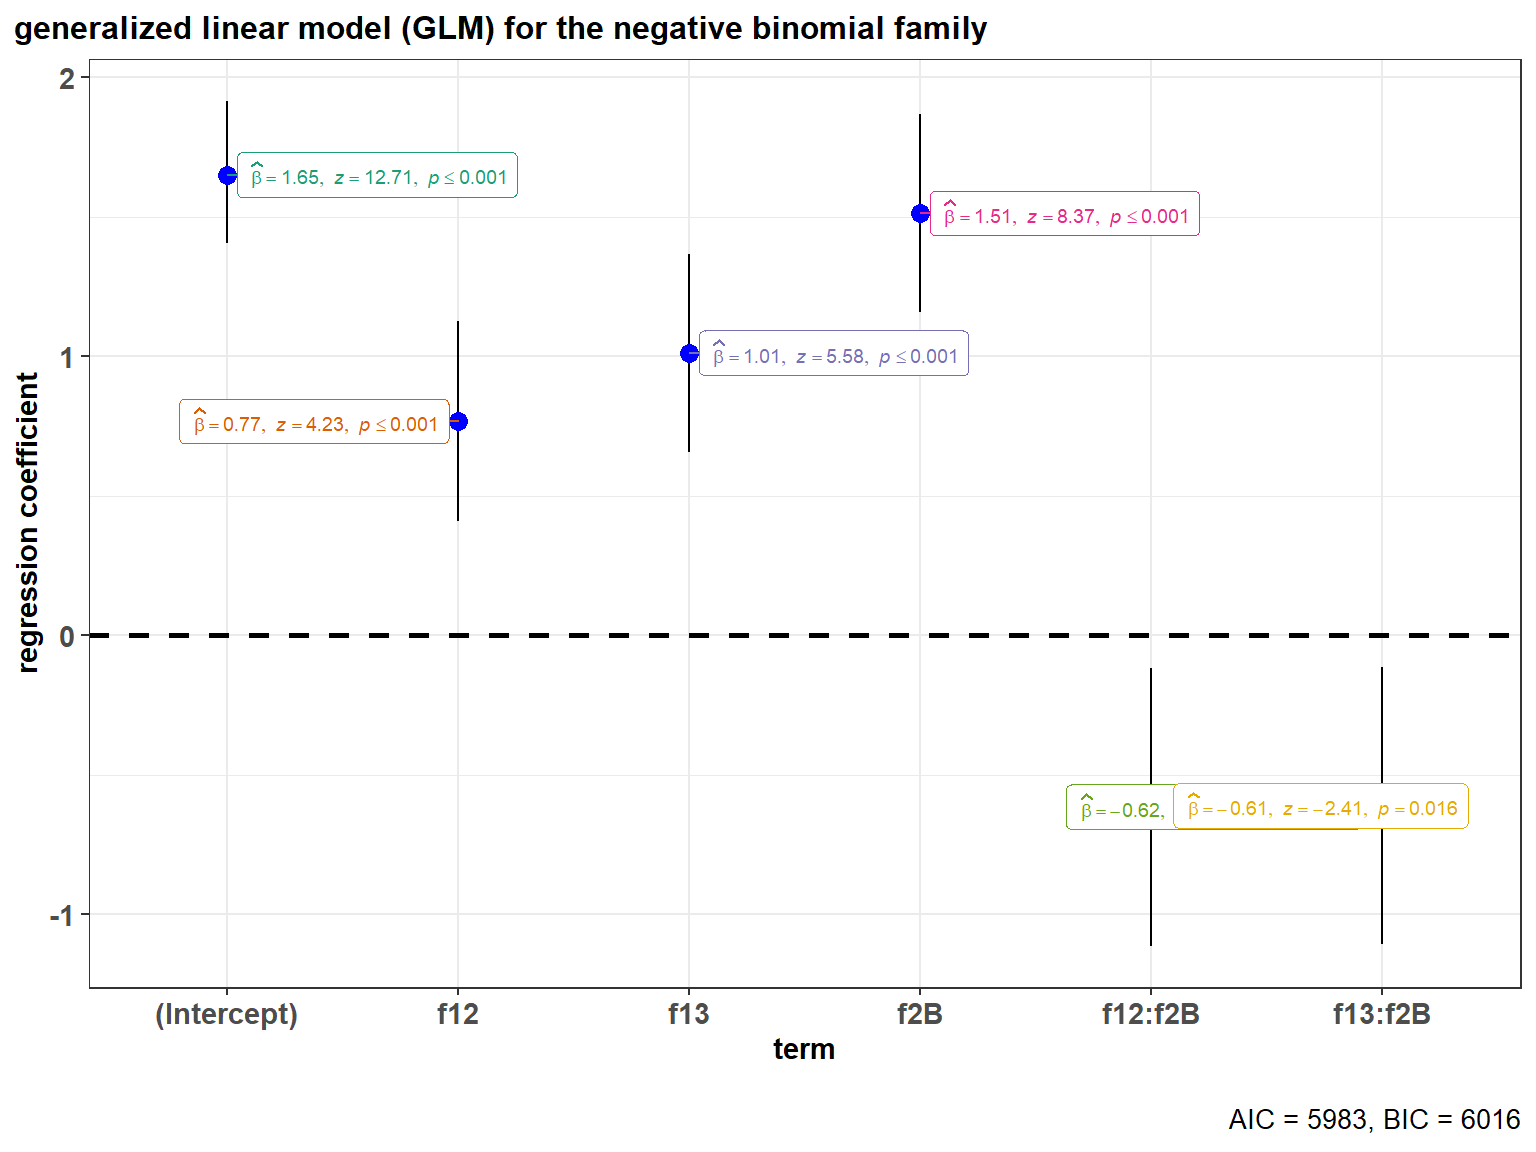 generalized linear model (GLM) for the negative binomial family
regression coefficient
2
1
0
-1
β̂ = 1.65, z = 12.71, p ≤ 0.001
β̂ = 1.51, z = 8.37, p ≤ 0.001
β̂ = 1.01, z = 5.58, p ≤ 0.001
β̂ = 0.77, z = 4.23, p ≤ 0.001
β̂ = −0.62,
β̂ = −0.61, z = −2.41, p = 0.016
(Intercept) f12 f13 f2B f12:f2B f13:f2B
term
AIC = 5983, BIC = 6016